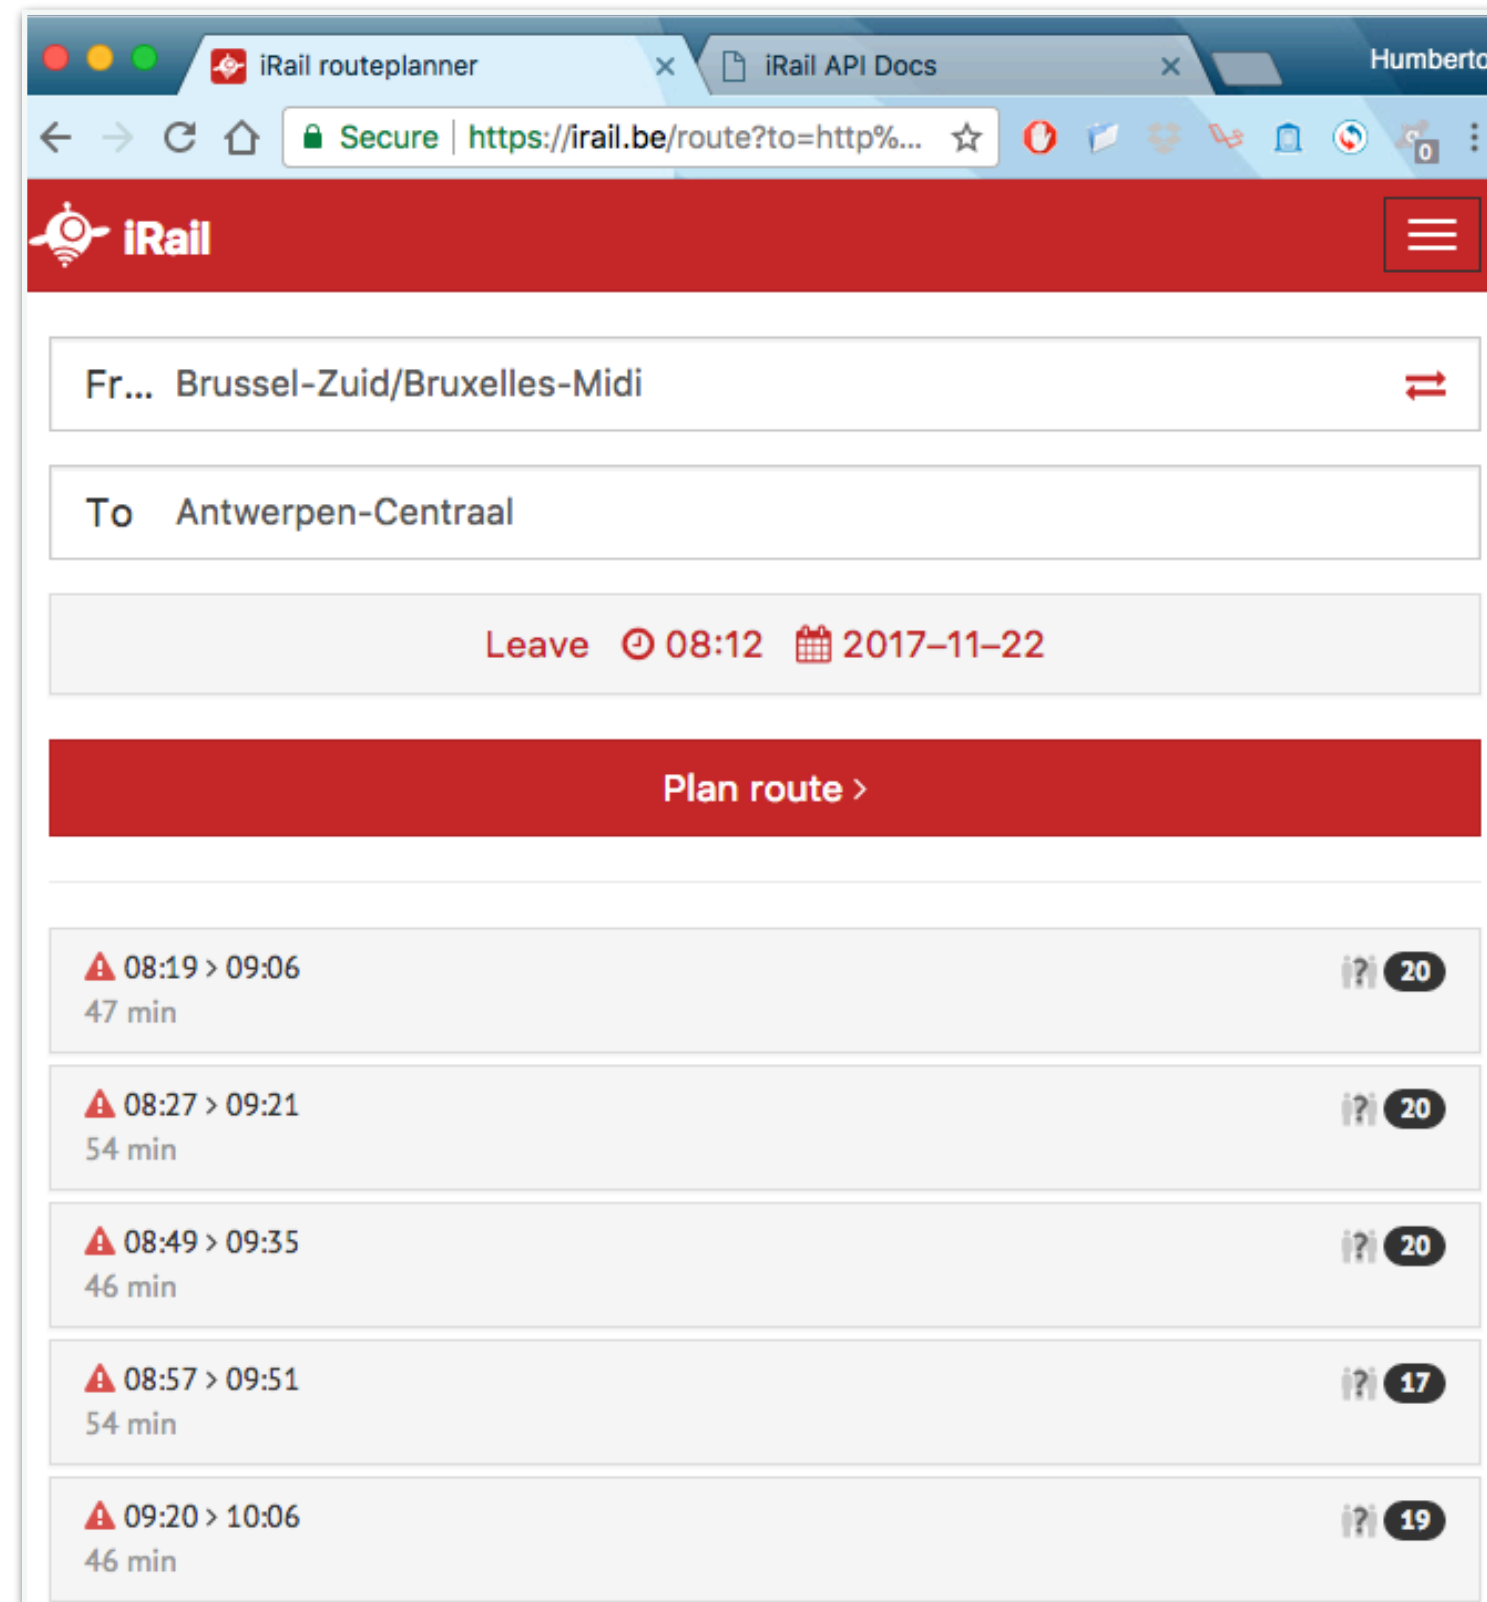 iRail routeplanner iRail API Docs Humberto
Secure https://irail.be/route?to=http%...
0
iRail
Fr... Brussel-Zuid/Bruxelles-Midi
To Antwerpen-Centraal
Leave 08:12 2017–11–22
Plan route >
08:19 > 09:06 ? 20
47 min
08:27 > 09:21 ? 20
54 min
08:49 > 09:35 ? 20
46 min
08:57 > 09:51 ? 17
54 min
09:20 > 10:06 ? 19
46 min